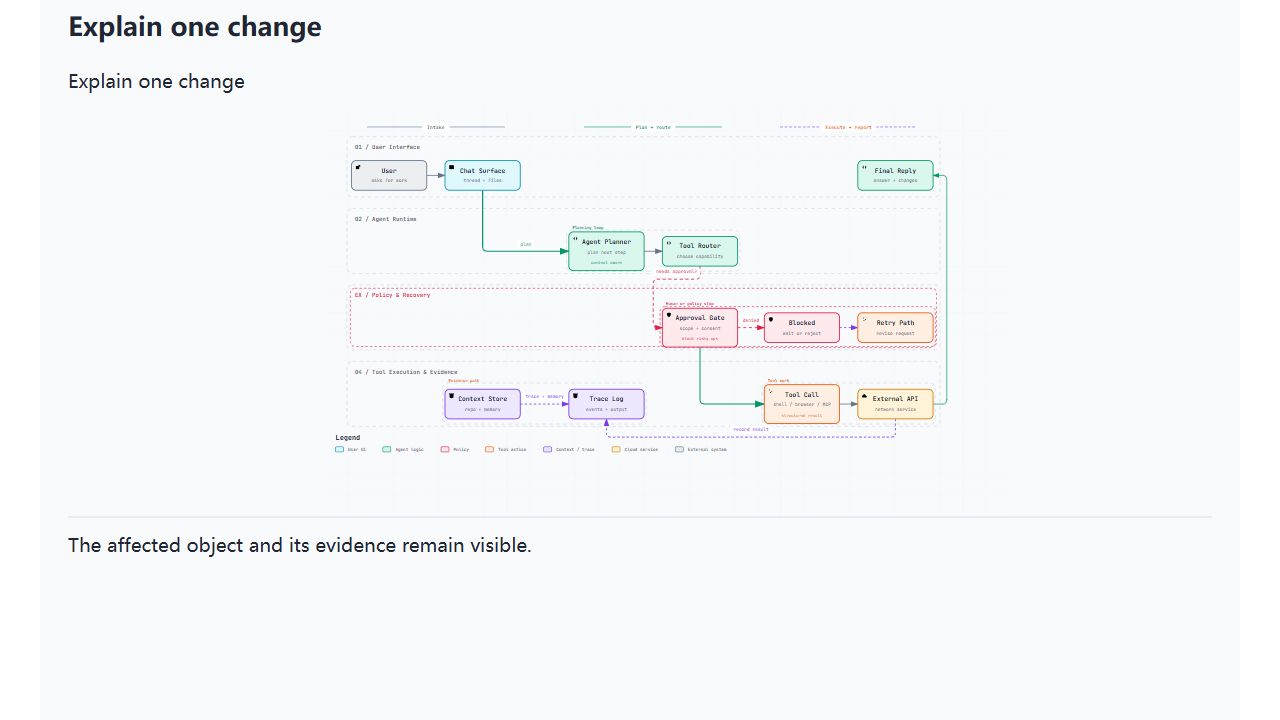 Explain one change
Explain one change
Intake
Plan + route
Execute + report
01 / User Interface
User
asks for work
Chat Surface
thread + files
Final Reply
answer + changes
02 / Agent Runtime
Planning loop
Agent Planner
plan next step
context aware
plan
Tool Router
choose capability
needs approval?
EX / Policy & Recovery
Human or policy stop
Approval Gate
scope + consent
block risky ops
denied
Blocked
exit or reject
Retry Path
revise request
04 / Tool Execution & Evidence
Evidence path
Context Store
repo + memory
trace + memory
Trace Log
events + output
Tool work
Tool Call
shell / browser / MCP
structured result
External API
network service
record result
Legend
User UI
Agent logic
Policy
Tool action
Context / trace
Cloud service
External system
The affected object and its evidence remain visible.